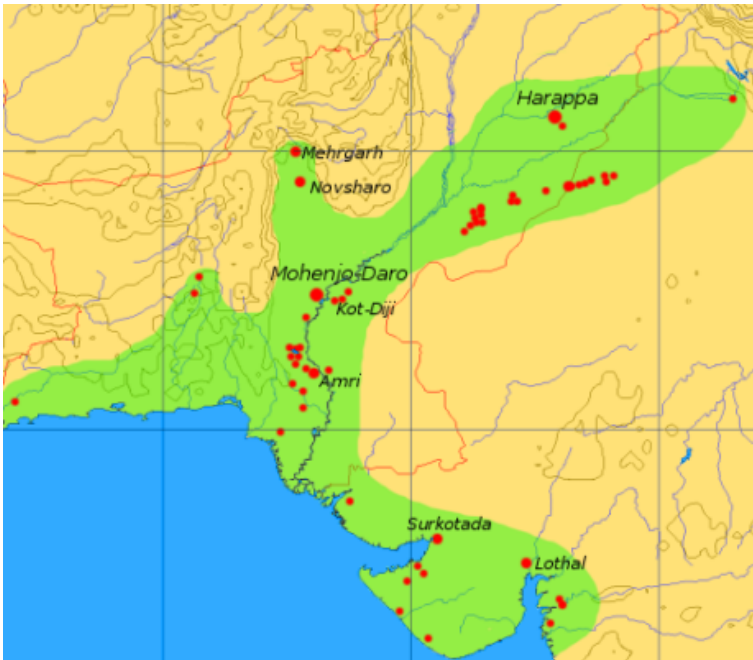 Harappa
Mehrgarh
Novsharo
Mohenjo-Daro
Kot-Diji
Amri
Surkotada
Lothal